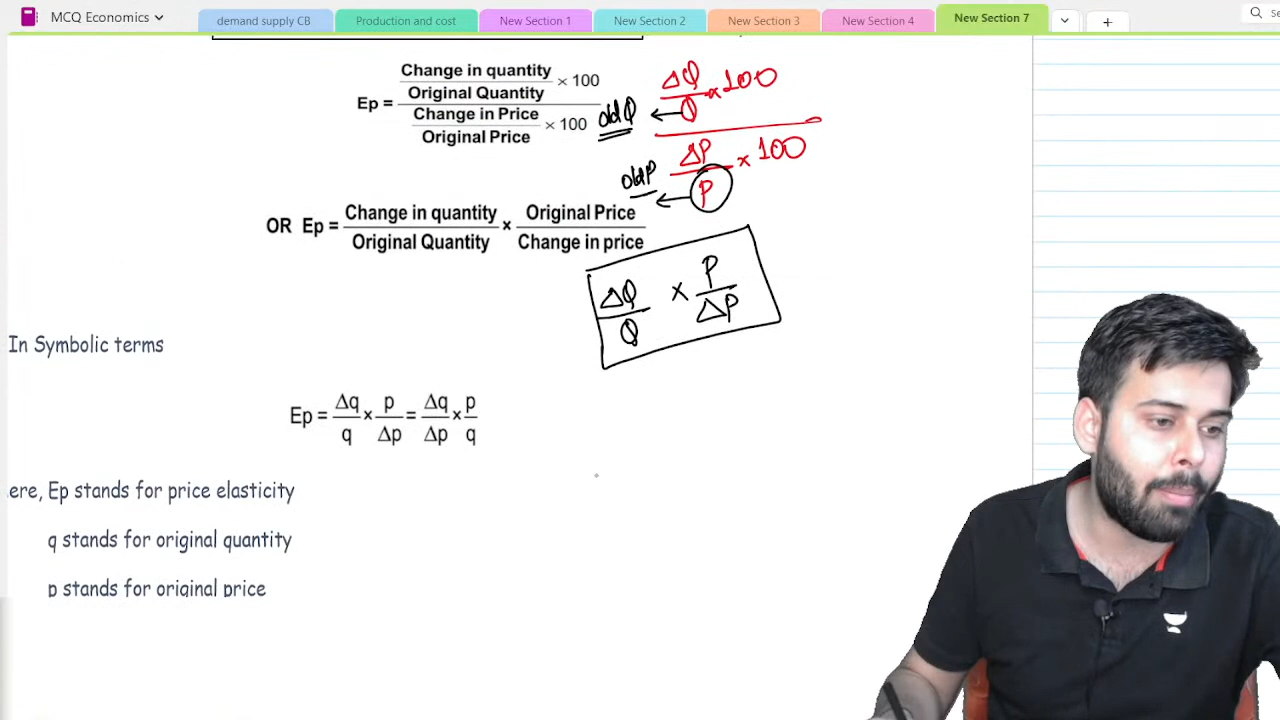 MCQ Economics
demand supply CB
Production and cost
New Section 1
New Section 2
New Section 3
New Section 4
New Section 7
Ep = Change in quantity / Original Quantity × 100 / Change in Price / Original Price × 100
old Q ← ΔQ / Q × 100
old P ← ΔP / P × 100
OR Ep = Change in quantity / Original Quantity × Original Price / Change in price
ΔQ / Q × P / ΔP
In Symbolic terms
Ep = Δq / q × p / Δp = Δq / Δp × p / q
ere, Ep stands for price elasticity
q stands for original quantity
p stands for original price